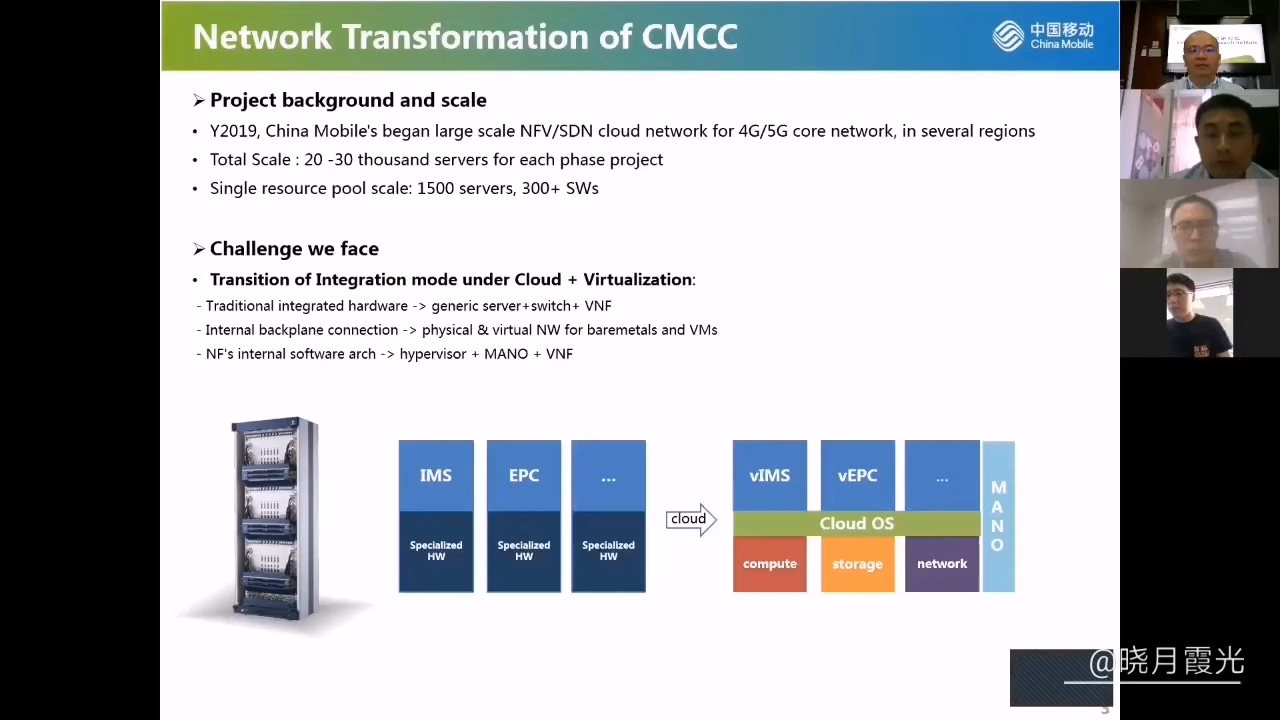 Network Transformation of CMCC
中国移动
China Mobile
➢ Project background and scale
• Y2019, China Mobile's began large scale NFV/SDN cloud network for 4G/5G core network, in several regions
• Total Scale : 20 -30 thousand servers for each phase project
• Single resource pool scale: 1500 servers, 300+ SWs
➢ Challenge we face
• Transition of Integration mode under Cloud + Virtualization:
- Traditional integrated hardware -> generic server+switch+ VNF
- Internal backplane connection -> physical & virtual NW for baremetals and VMs
- NF's internal software arch -> hypervisor + MANO + VNF
IMS
EPC
...
Specialized HW
Specialized HW
Specialized HW
cloud
vIMS
vEPC
...
Cloud OS
compute
storage
network
MANO
@晓月霞光
3